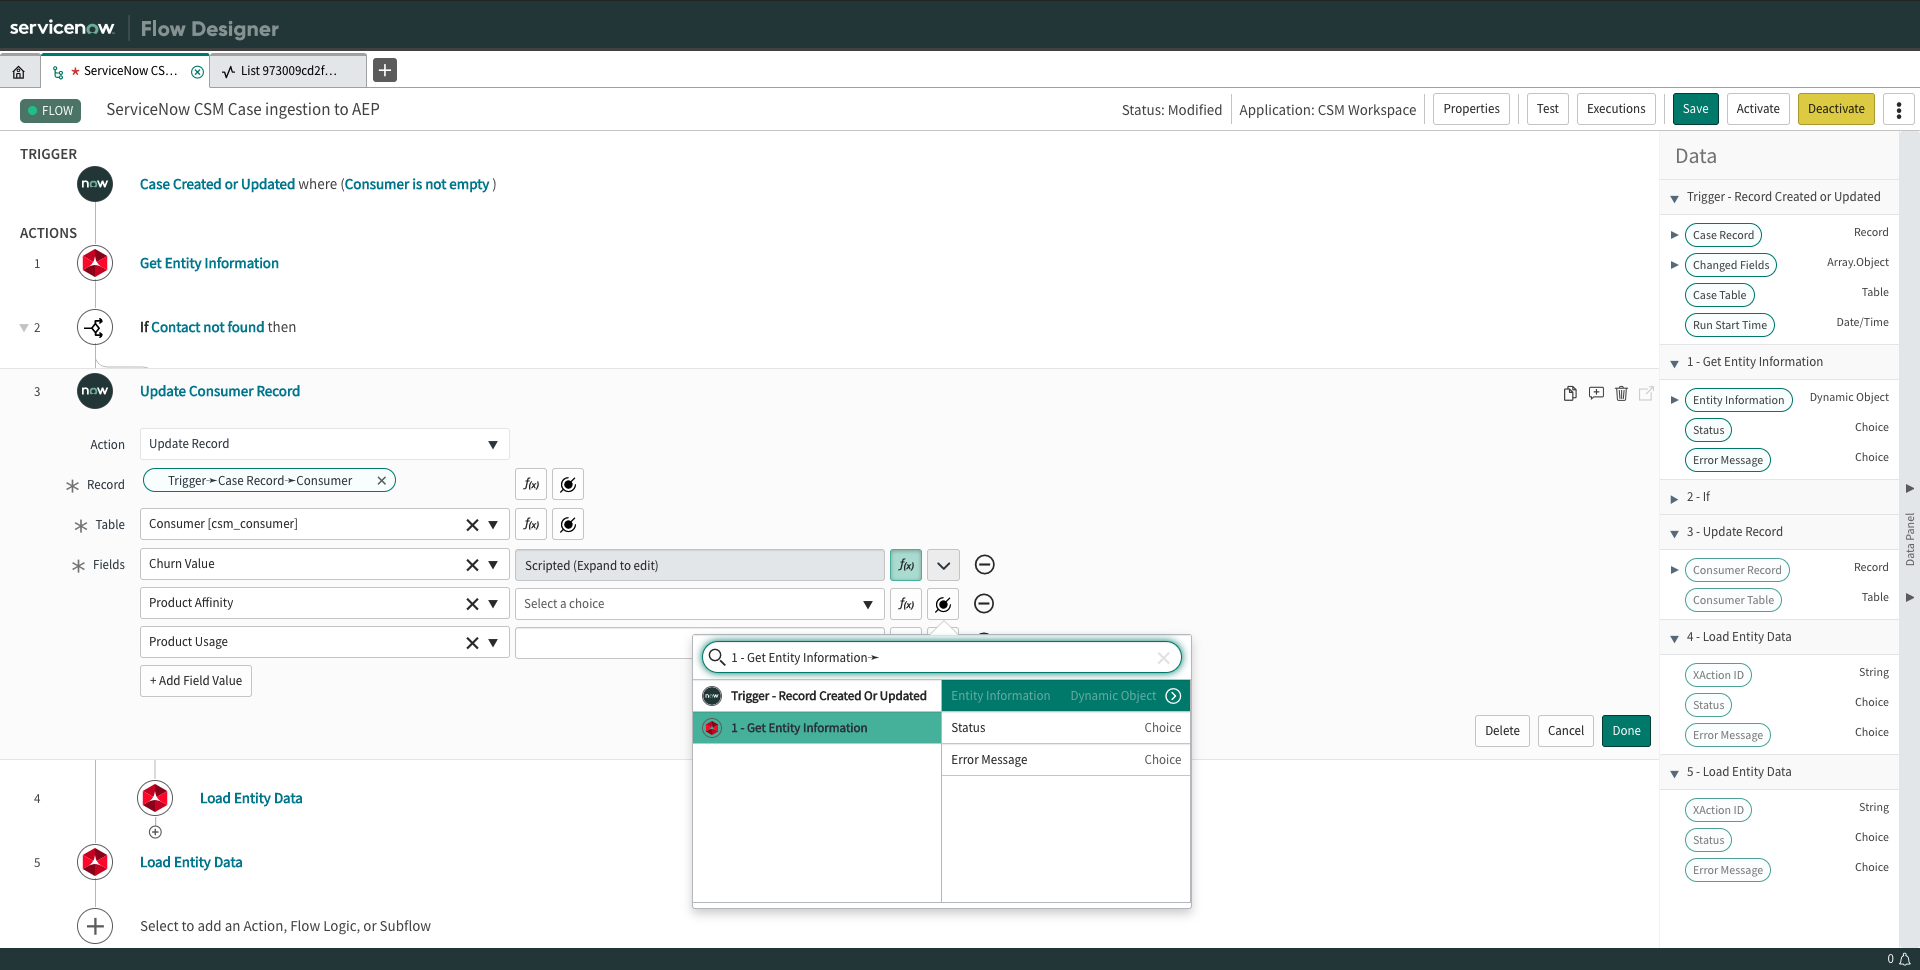 servicenow Flow Designer
★ ServiceNow CS...
List 973009cd2f...
FLOW
ServiceNow CSM Case ingestion to AEP
Status: Modified
Application: CSM Workspace
Properties
Test
Executions
Save
Activate
Deactivate
TRIGGER
now
Case Created or Updated where (Consumer is not empty )
ACTIONS
1
Get Entity Information
2
If Contact not found then
3
now
Update Consumer Record
Action
Update Record
Record
Trigger➛Case Record➛Consumer
f(x)
Table
Consumer [csm_consumer]
f(x)
Fields
Churn Value
Scripted (Expand to edit)
f(x)
Product Affinity
Select a choice
f(x)
Product Usage
+ Add Field Value
1 - Get Entity Information➛
now
Trigger - Record Created Or Updated
1 - Get Entity Information
Entity Information Dynamic Object
Status Choice
Error Message Choice
Delete
Cancel
Done
4
Load Entity Data
5
Load Entity Data
Select to add an Action, Flow Logic, or Subflow
Data
Trigger - Record Created or Updated
Case Record Record
Changed Fields Array.Object
Case Table Table
Run Start Time Date/Time
1 - Get Entity Information
Entity Information Dynamic Object
Status Choice
Error Message Choice
2 - If
3 - Update Record
Consumer Record Record
Consumer Table Table
4 - Load Entity Data
XAction ID String
Status Choice
Error Message Choice
5 - Load Entity Data
XAction ID String
Status Choice
Error Message Choice
Data Panel
0